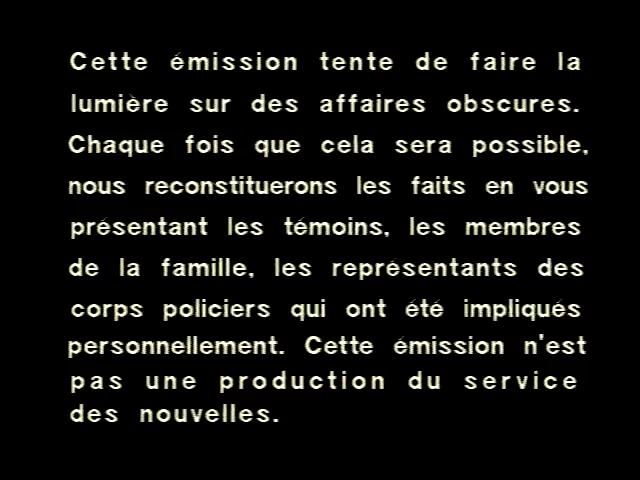 Cette émission tente de faire la
lumière sur des affaires obscures.
Chaque fois que cela sera possible,
nous reconstituerons les faits en vous
présentant les témoins, les membres
de la famille, les représentants des
corps policiers qui ont été impliqués
personnellement. Cette émission n'est
pas une production du service
des nouvelles.